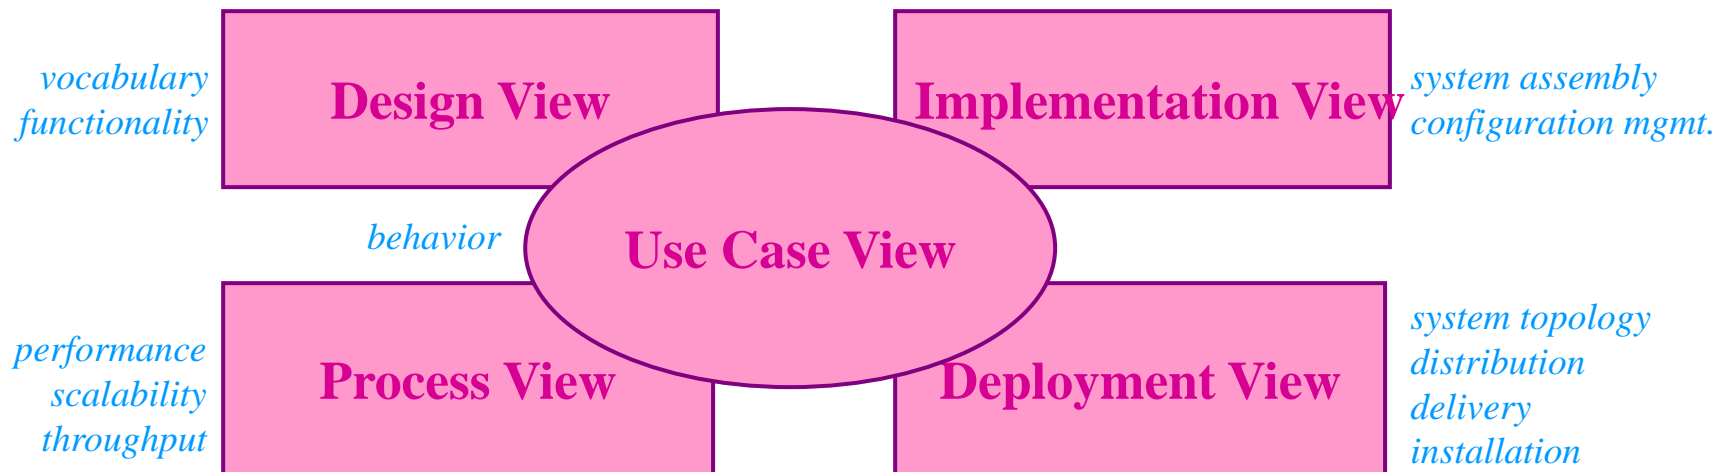 vocabulary
functionality
Design View
Implementation View
system assembly
configuration mgmt.
behavior
Use Case View
performance
scalability
throughput
Process View
Deployment View
system topology
distribution
delivery
installation